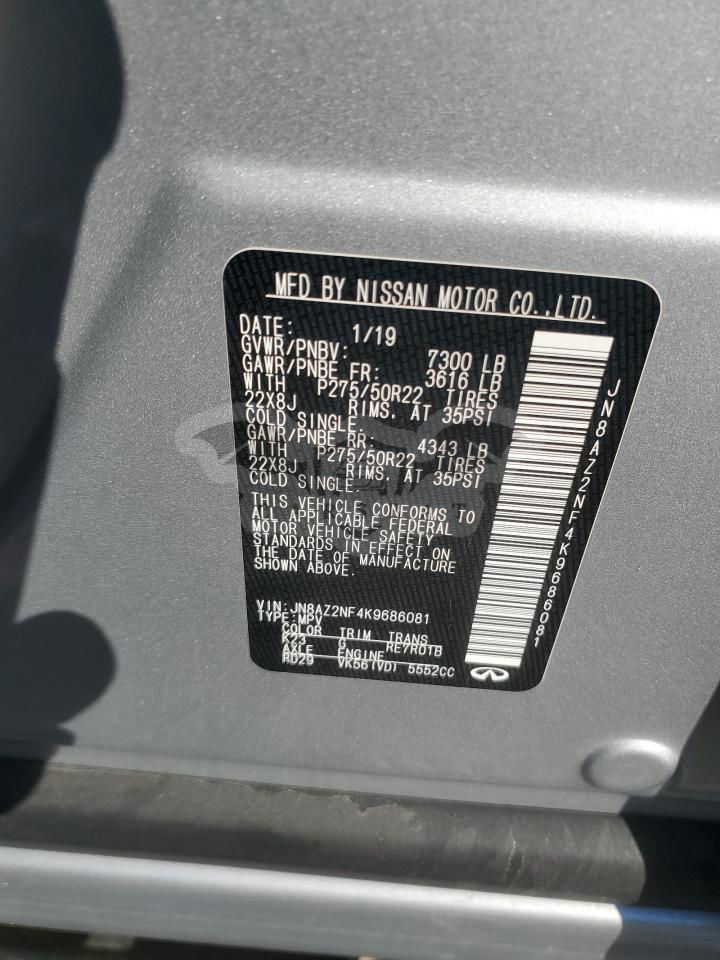 MFD BY NISSAN MOTOR CO.,LTD.
DATE: 1/19
GVWR/PNBV: 7300 LB
GAWR/PNBE FR: 3616 LB
WITH P275/50R22 TIRES
22X8J RIMS, AT 35PSI
COLD SINGLE.
GAWR/PNBE RR: 4343 LB
WITH P275/50R22 TIRES
22X8J RIMS, AT 35PSI
COLD SINGLE.
THIS VEHICLE CONFORMS TO
ALL APPLICABLE FEDERAL
MOTOR VEHICLE SAFETY
STANDARDS IN EFFECT ON
THE DATE OF MANUFACTURE
SHOWN ABOVE.
VIN: JN8AZ2NF4K9686081
TYPE: MPV
COLOR TRIM TRANS
K23 G RE7R01B
AXLE ENGINE
RD29 VK56(VD) 5552CC
JN8AZ2NF4K9686081